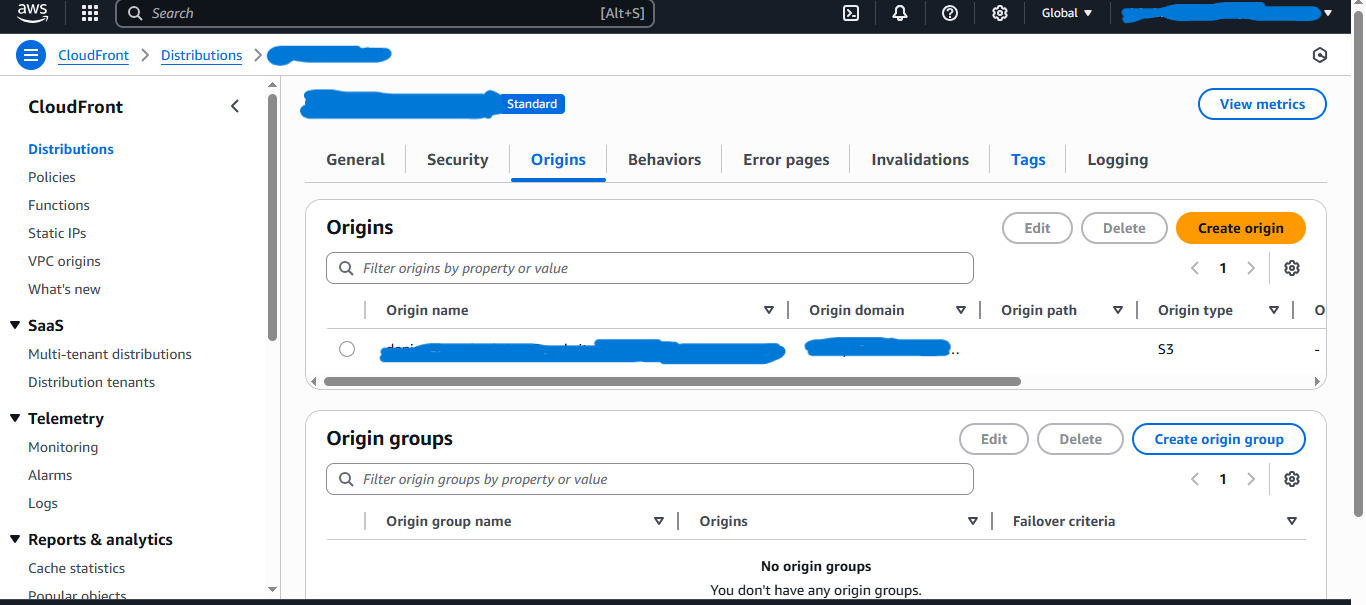 aws Search [Alt+S] Global
CloudFront Distributions
CloudFront
Standard View metrics
Distributions
Policies
Functions
Static IPs
VPC origins
What's new
SaaS
Multi-tenant distributions
Distribution tenants
Telemetry
Monitoring
Alarms
Logs
Reports & analytics
Cache statistics
Popular objects
General Security Origins Behaviors Error pages Invalidations Tags Logging
Origins Edit Delete Create origin
Filter origins by property or value 1
Origin name Origin domain Origin path Origin type O
... S3 -
Origin groups Edit Delete Create origin group
Filter origin groups by property or value 1
Origin group name Origins Failover criteria
No origin groups
You don't have any origin groups.